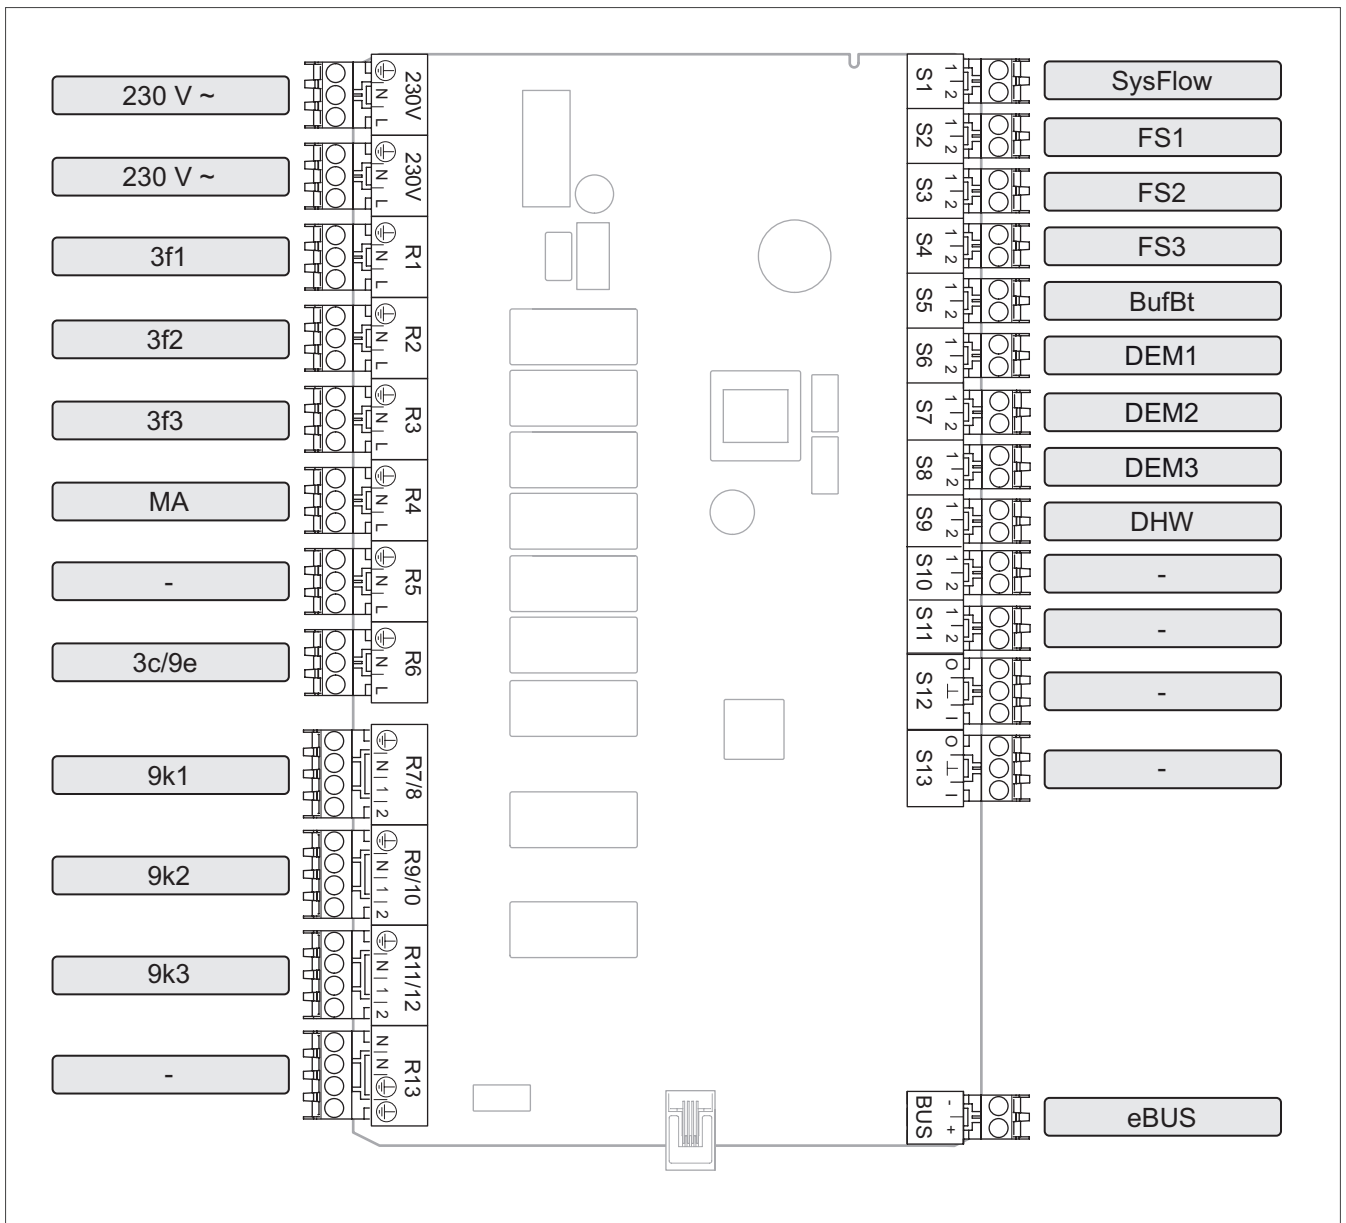 230 V ~
230V
N
L
230 V ~
230V
N
L
3f1
R1
N
L
3f2
R2
N
L
3f3
R3
N
L
MA
R4
N
L
-
R5
N
L
3c/9e
R6
N
L
9k1
R7/8
N|1|2
9k2
R9/10
N|1|2
9k3
R11/12
N|1|2
-
R13
N|N|
S1
1
2
SysFlow
S2
1
2
FS1
S3
1
2
FS2
S4
1
2
FS3
S5
1
2
BufBt
S6
1
2
DEM1
S7
1
2
DEM2
S8
1
2
DEM3
S9
1
2
DHW
S10
1
2
-
S11
1
2
-
S12
O
I
-
S13
O
I
-
BUS
-
+
eBUS